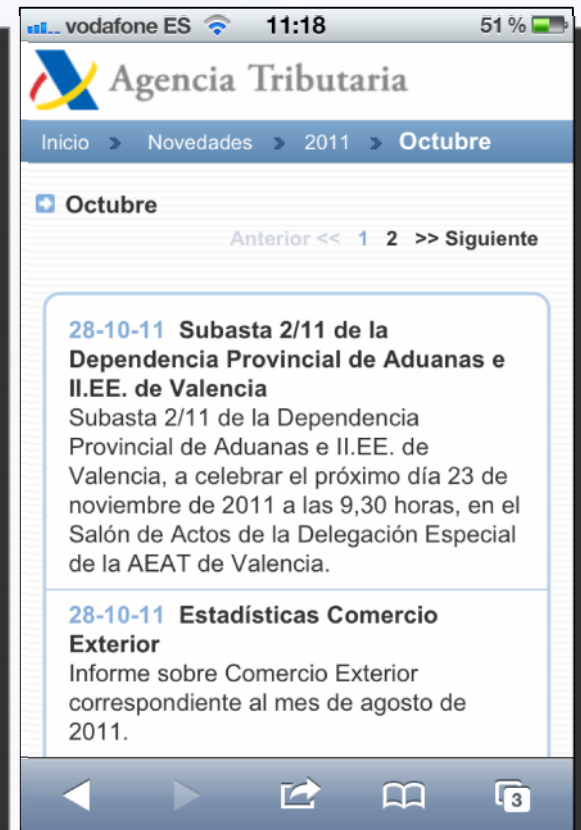 vodafone ES 11:18 51 %
Agencia Tributaria
Inicio » Novedades » 2011 » Octubre
Octubre
Anterior << 1 2 >> Siguiente
28-10-11 Subasta 2/11 de la
Dependencia Provincial de Aduanas e
II.EE. de Valencia
Subasta 2/11 de la Dependencia
Provincial de Aduanas e II.EE. de
Valencia, a celebrar el próximo día 23 de
noviembre de 2011 a las 9,30 horas, en el
Salón de Actos de la Delegación Especial
de la AEAT de Valencia.
28-10-11 Estadísticas Comercio
Exterior
Informe sobre Comercio Exterior
correspondiente al mes de agosto de
2011.
3